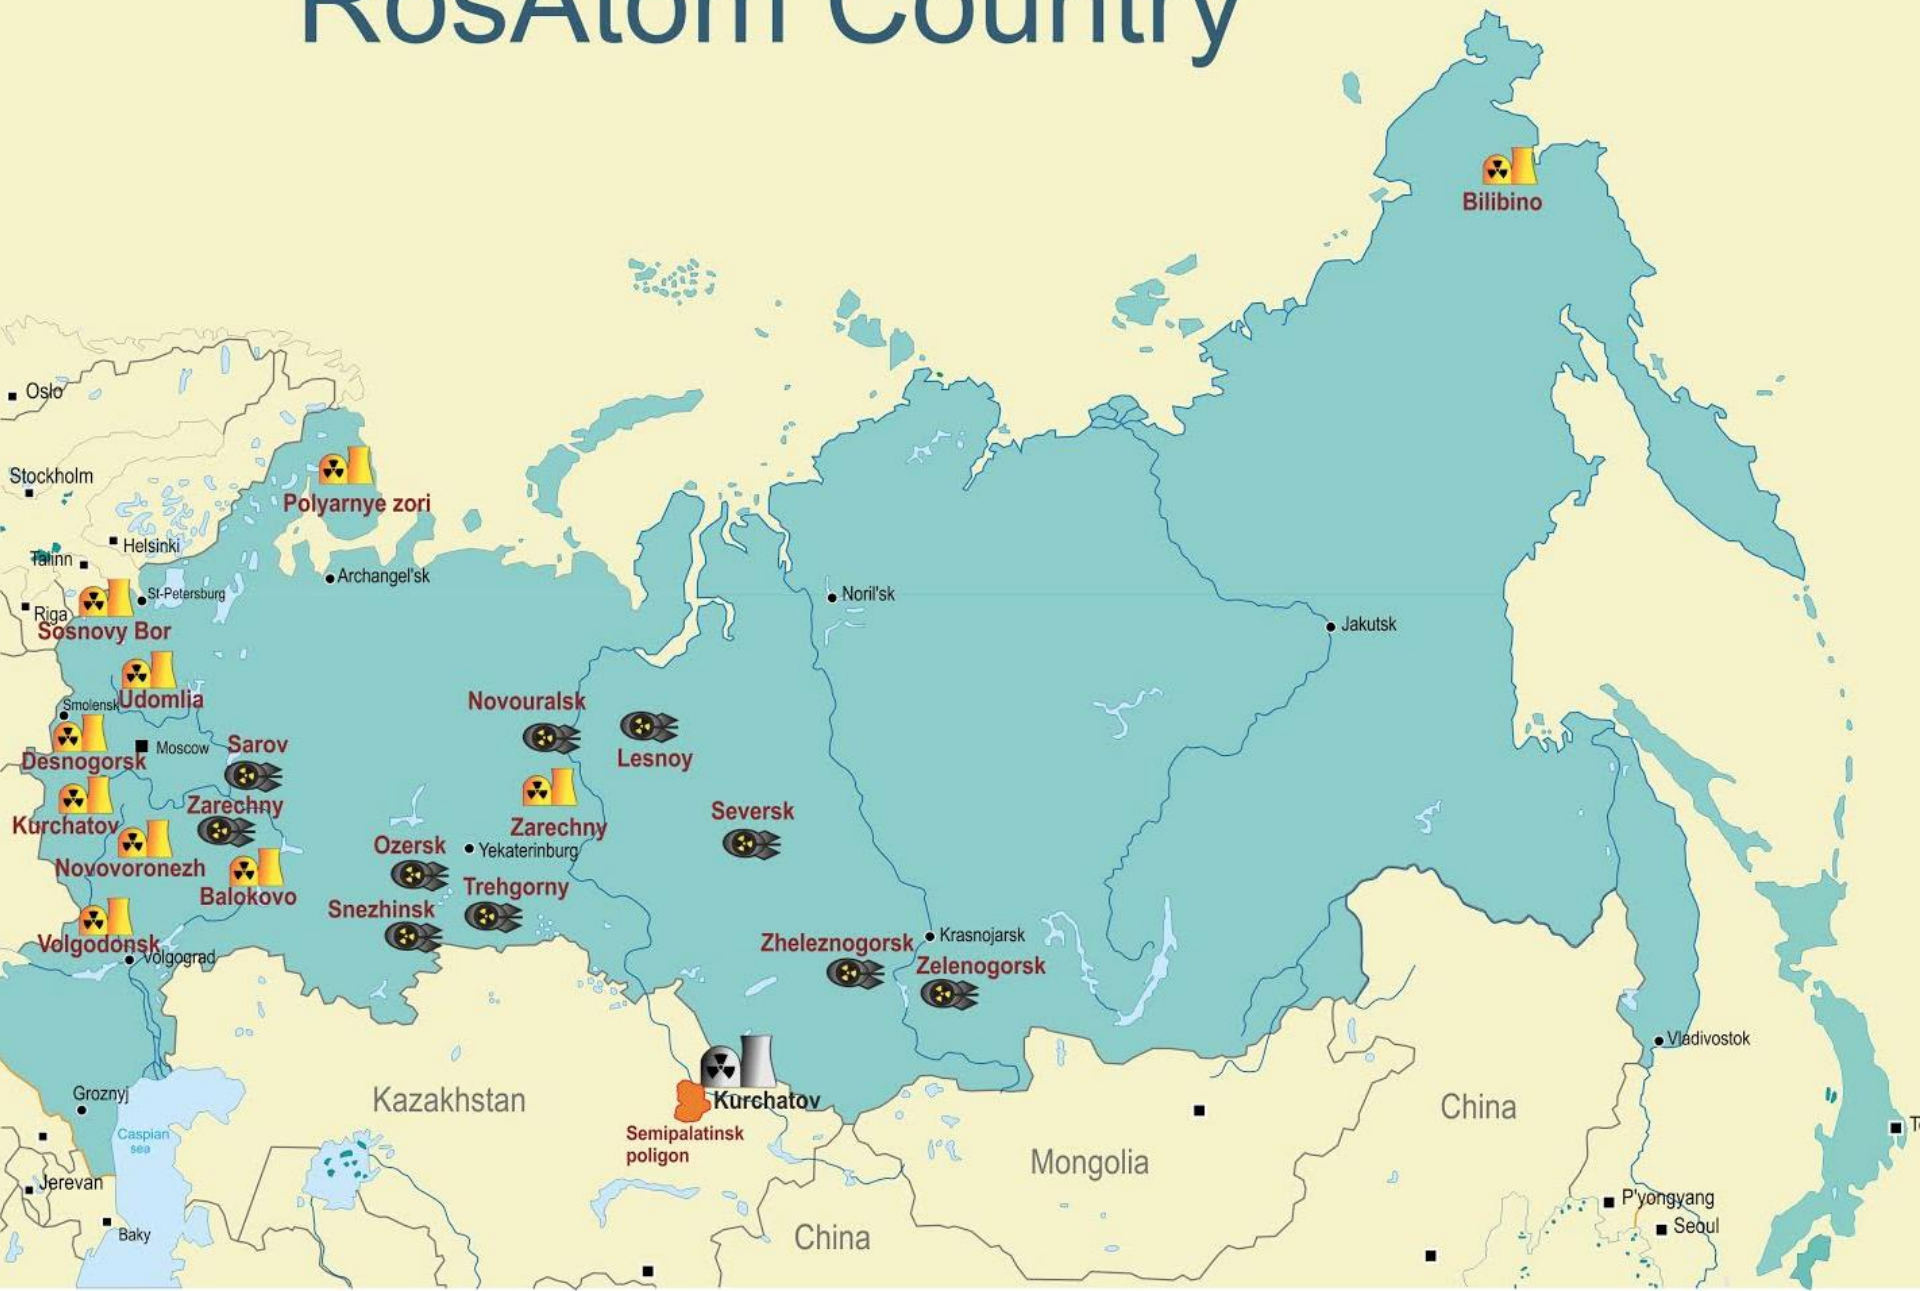 RosAtom Country
Bilibino
Oslo
Stockholm
Polyarnye zori
Helsinki
Talinn
Archangel'sk
St-Petersburg
Noril'sk
Riga
Jakutsk
Sosnovy Bor
Udomlia
Novouralsk
Smolensk
Moscow
Sarov
Lesnoy
Desnogorsk
Zarechny
Seversk
Kurchatov
Zarechny
Ozersk
Yekaterinburg
Novovoronezh
Balokovo
Trehgorny
Snezhinsk
Volgodonsk
Volgograd
Zheleznogorsk
Krasnojarsk
Zelenogorsk
Vladivostok
Groznyj
Kazakhstan
Kurchatov
China
Caspian
sea
Semipalatinsk
poligon
Mongolia
Jerevan
P'yongyang
Seoul
Baky
China